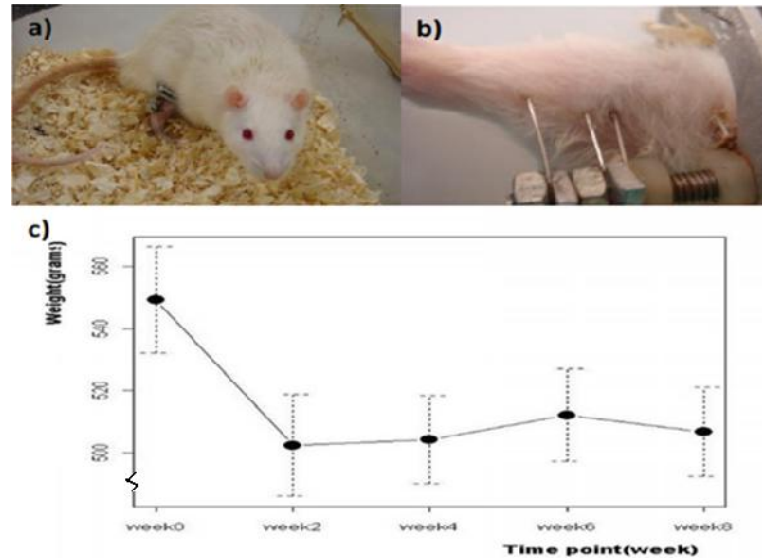 a)
b)
c)
Weight(grams)
560
540
520
500
week0 week2 week4 week6 week8
Time point(week)